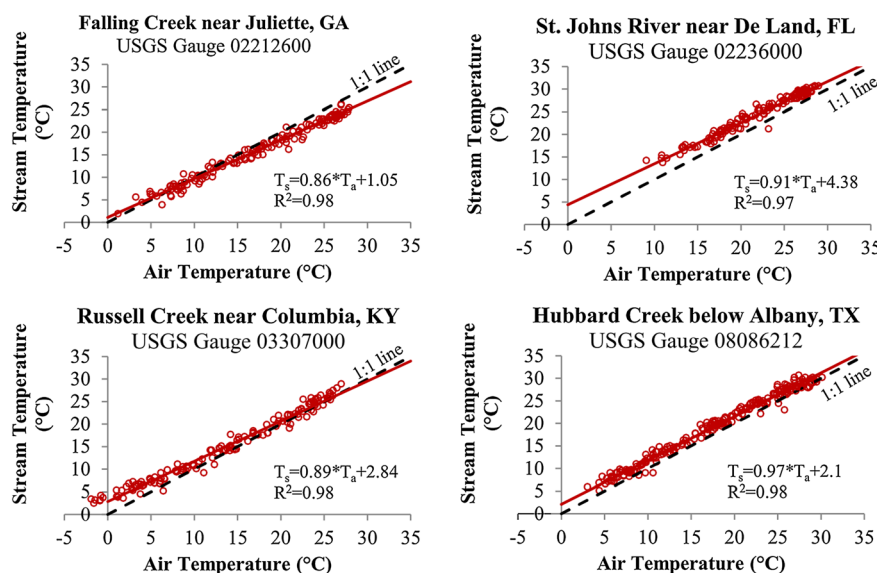 Falling Creek near Juliette, GA
USGS Gauge 02212600
Stream Temperature
(°C)
35
30
25
20
15
10
5
0
-5 0 5 10 15 20 25 30 35
Air Temperature (°C)
1:1 line
Ts=0.86*Ta+1.05
R²=0.98
St. Johns River near De Land, FL
USGS Gauge 02236000
Stream Temperature
(°C)
35
30
25
20
15
10
5
0
-5 0 5 10 15 20 25 30 35
Air Temperature (°C)
1:1 line
Ts=0.91*Ta+4.38
R²=0.97
Russell Creek near Columbia, KY
USGS Gauge 03307000
Stream Temperature
(°C)
35
30
25
20
15
10
5
0
-5 0 5 10 15 20 25 30 35
Air Temperature (°C)
1:1 line
Ts=0.89*Ta+2.84
R²=0.98
Hubbard Creek below Albany, TX
USGS Gauge 08086212
Stream Temperature
(°C)
35
30
25
20
15
10
5
0
-5 0 5 10 15 20 25 30 35
Air Temperature (°C)
1:1 line
Ts=0.97*Ta+2.1
R²=0.98